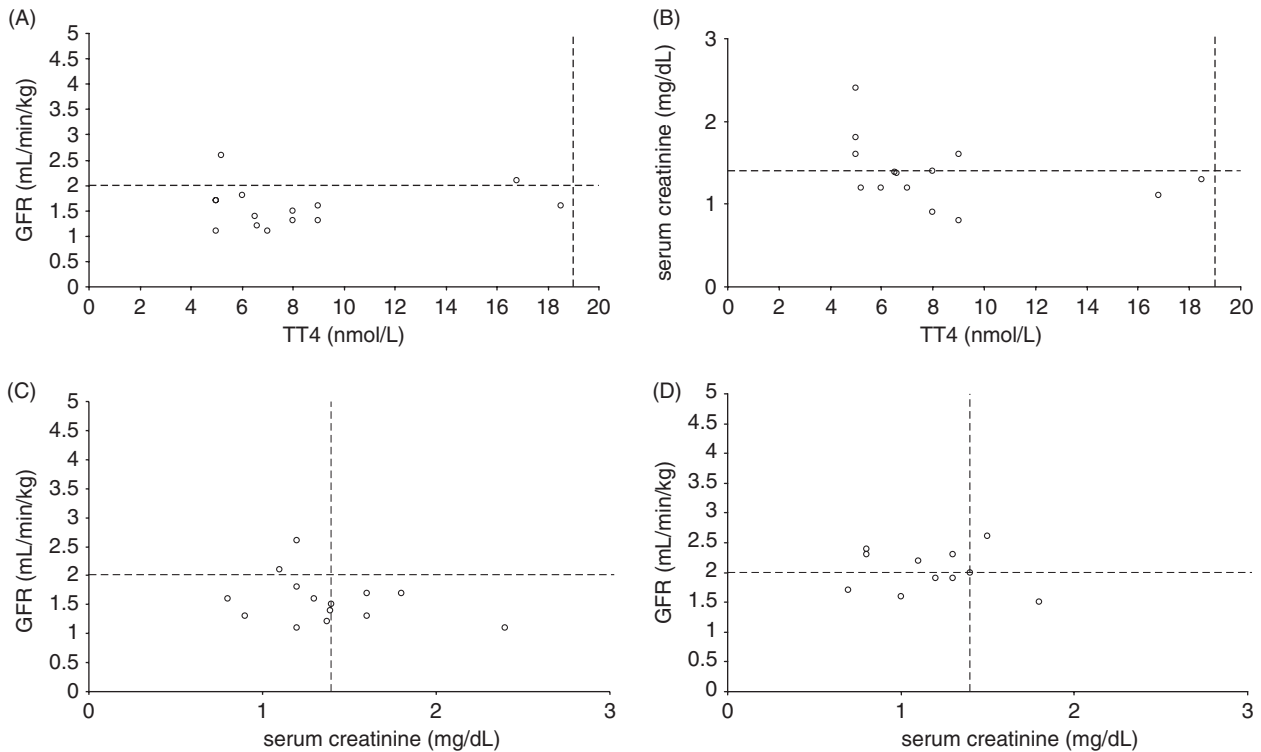 (A)
GFR (mL/min/kg)
5
4.5
4
3.5
3
2.5
2
1.5
1
0.5
0
0 2 4 6 8 10 12 14 16 18 20
TT4 (nmol/L)
(B)
serum creatinine (mg/dL)
3
2
1
0
0 2 4 6 8 10 12 14 16 18 20
TT4 (nmol/L)
(C)
GFR (mL/min/kg)
5
4.5
4
3.5
3
2.5
2
1.5
1
0.5
0
0 1 2 3
serum creatinine (mg/dL)
(D)
GFR (mL/min/kg)
5
4.5
4
3.5
3
2.5
2
1.5
1
0.5
0
0 1 2 3
serum creatinine (mg/dL)